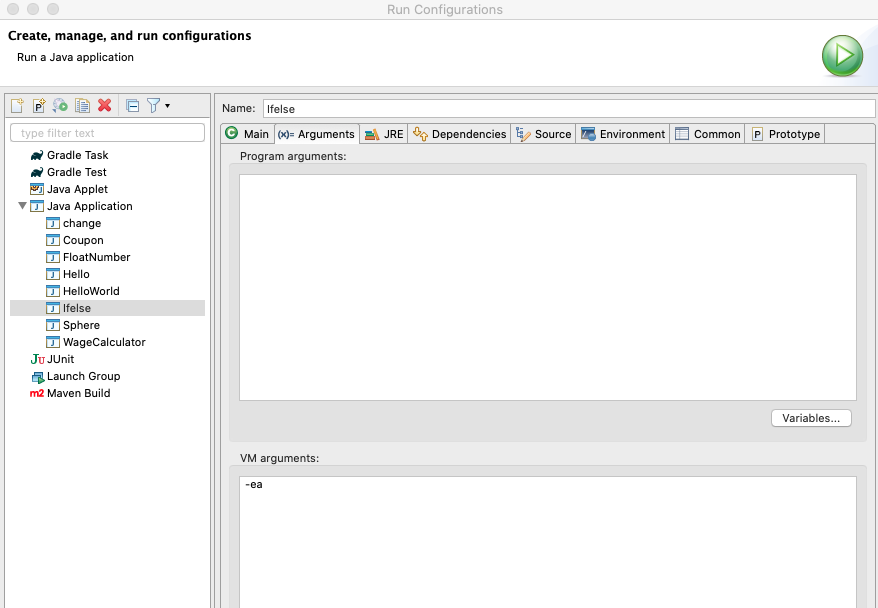 Run Configurations
Create, manage, and run configurations
Run a Java application
type filter text
Gradle Task
Gradle Test
Java Applet
Java Application
change
Coupon
FloatNumber
Hello
HelloWorld
Ifelse
Sphere
WageCalculator
JUnit
Launch Group
m2 Maven Build
Name: Ifelse
Main (x)= Arguments JRE Dependencies Source Environment Common Prototype
Program arguments:
Variables...
VM arguments:
-ea